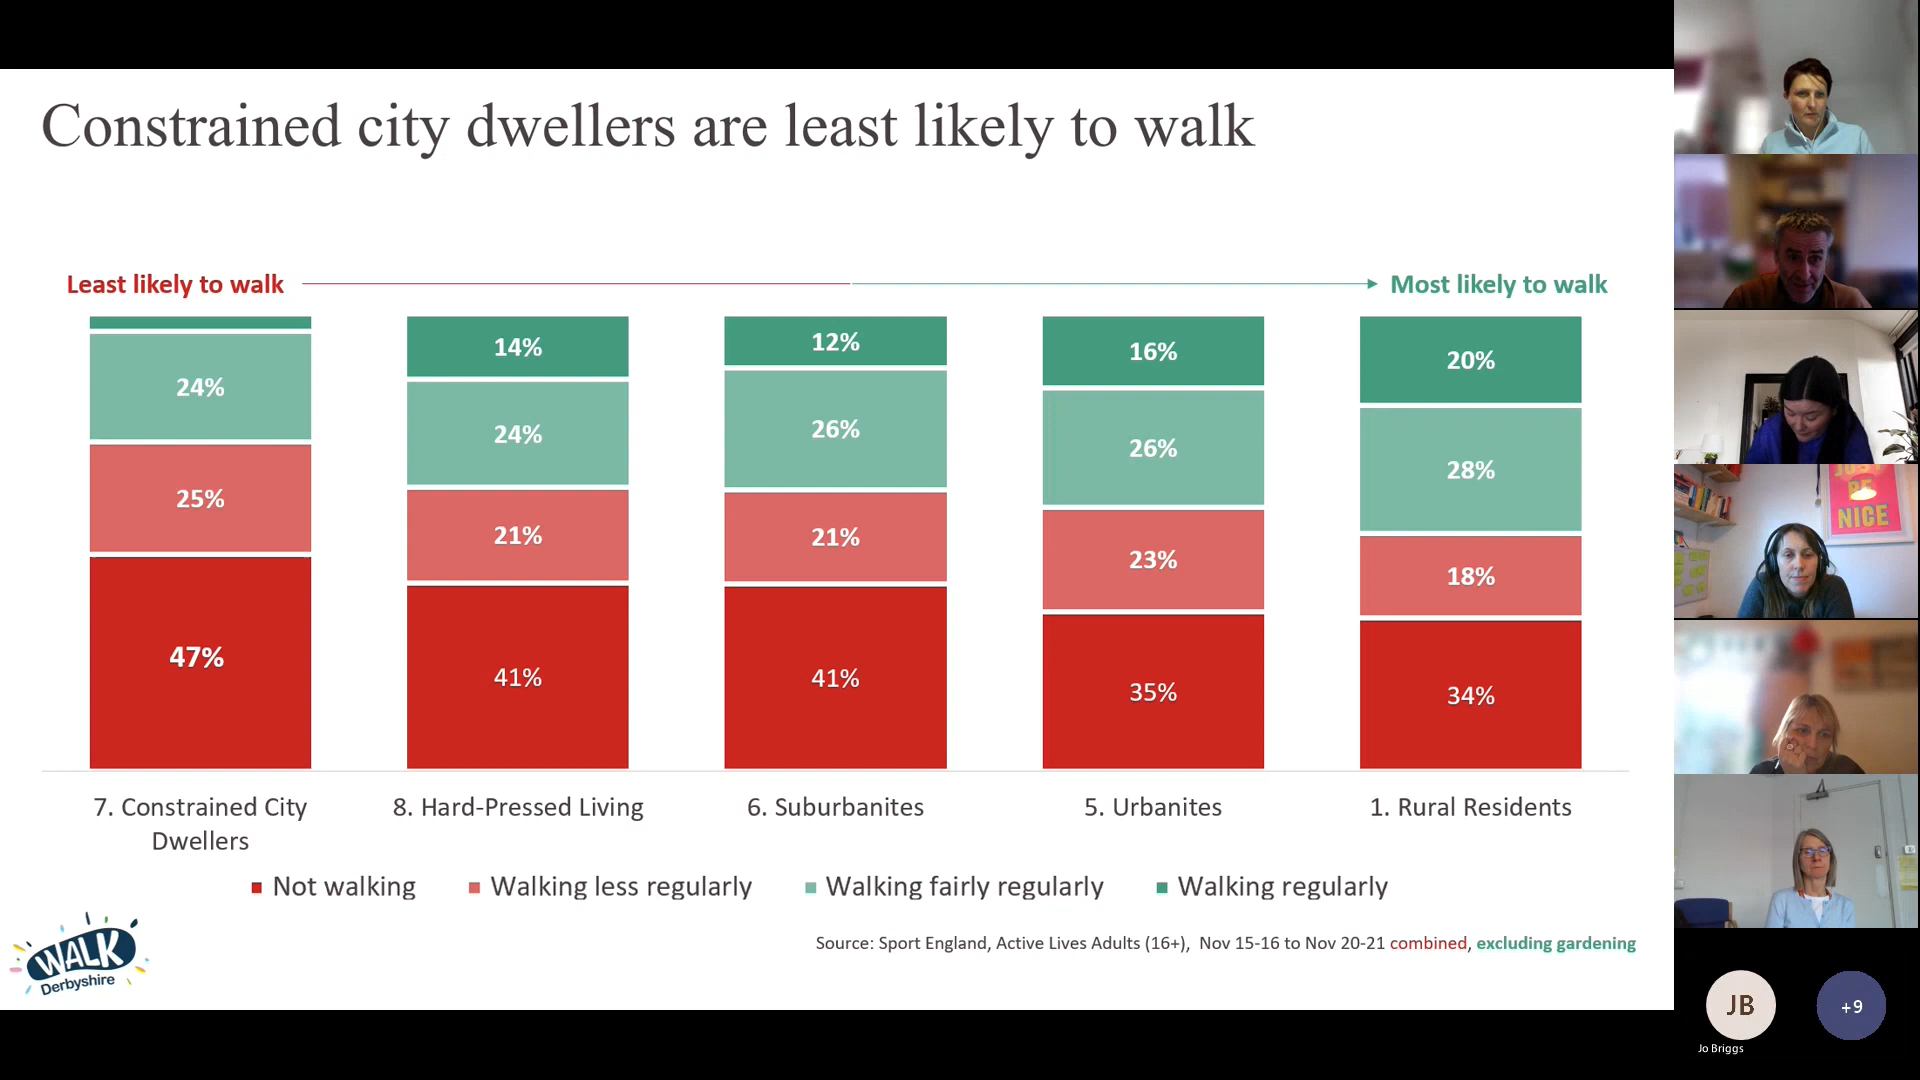 Constrained city dwellers are least likely to walk
Least likely to walk
Most likely to walk
24%
25%
47%
14%
24%
21%
41%
12%
26%
21%
41%
16%
26%
23%
35%
20%
28%
18%
34%
7. Constrained City
Dwellers
8. Hard-Pressed Living
6. Suburbanites
5. Urbanites
1. Rural Residents
Not walking
Walking less regularly
Walking fairly regularly
Walking regularly
Source: Sport England, Active Lives Adults (16+), Nov 15-16 to Nov 20-21 combined, excluding gardening
WALK
Derbyshire
JUST
BE
NICE
JB
+9
Jo Briggs